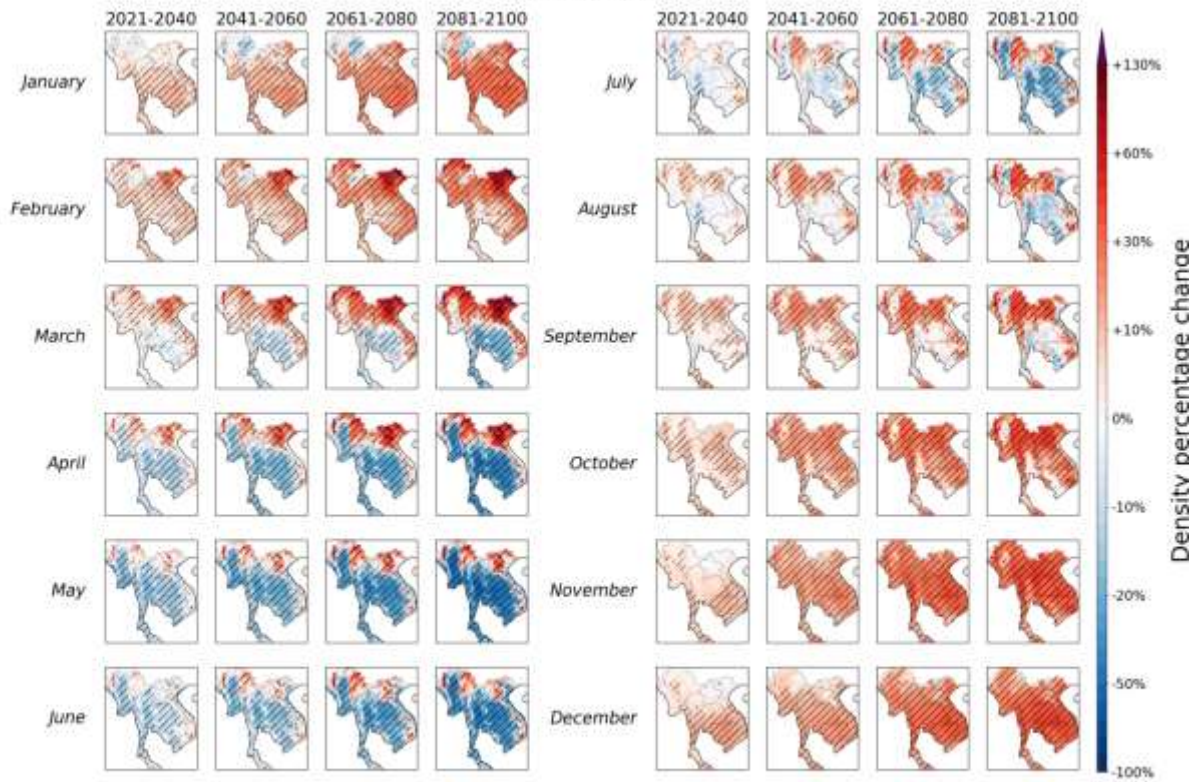 2021-2040 2041-2060 2061-2080 2081-2100
January
February
March
April
May
June
2021-2040 2041-2060 2061-2080 2081-2100
July
August
September
October
November
December
+130%
+60%
+30%
+10%
0%
-10%
-20%
-50%
-100%
Density percentage change